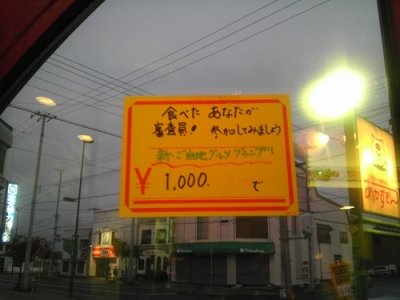 食べた あなたが
審査員! 参加してみましょう
新・ご当地グルメグランプリ
¥1,000. で